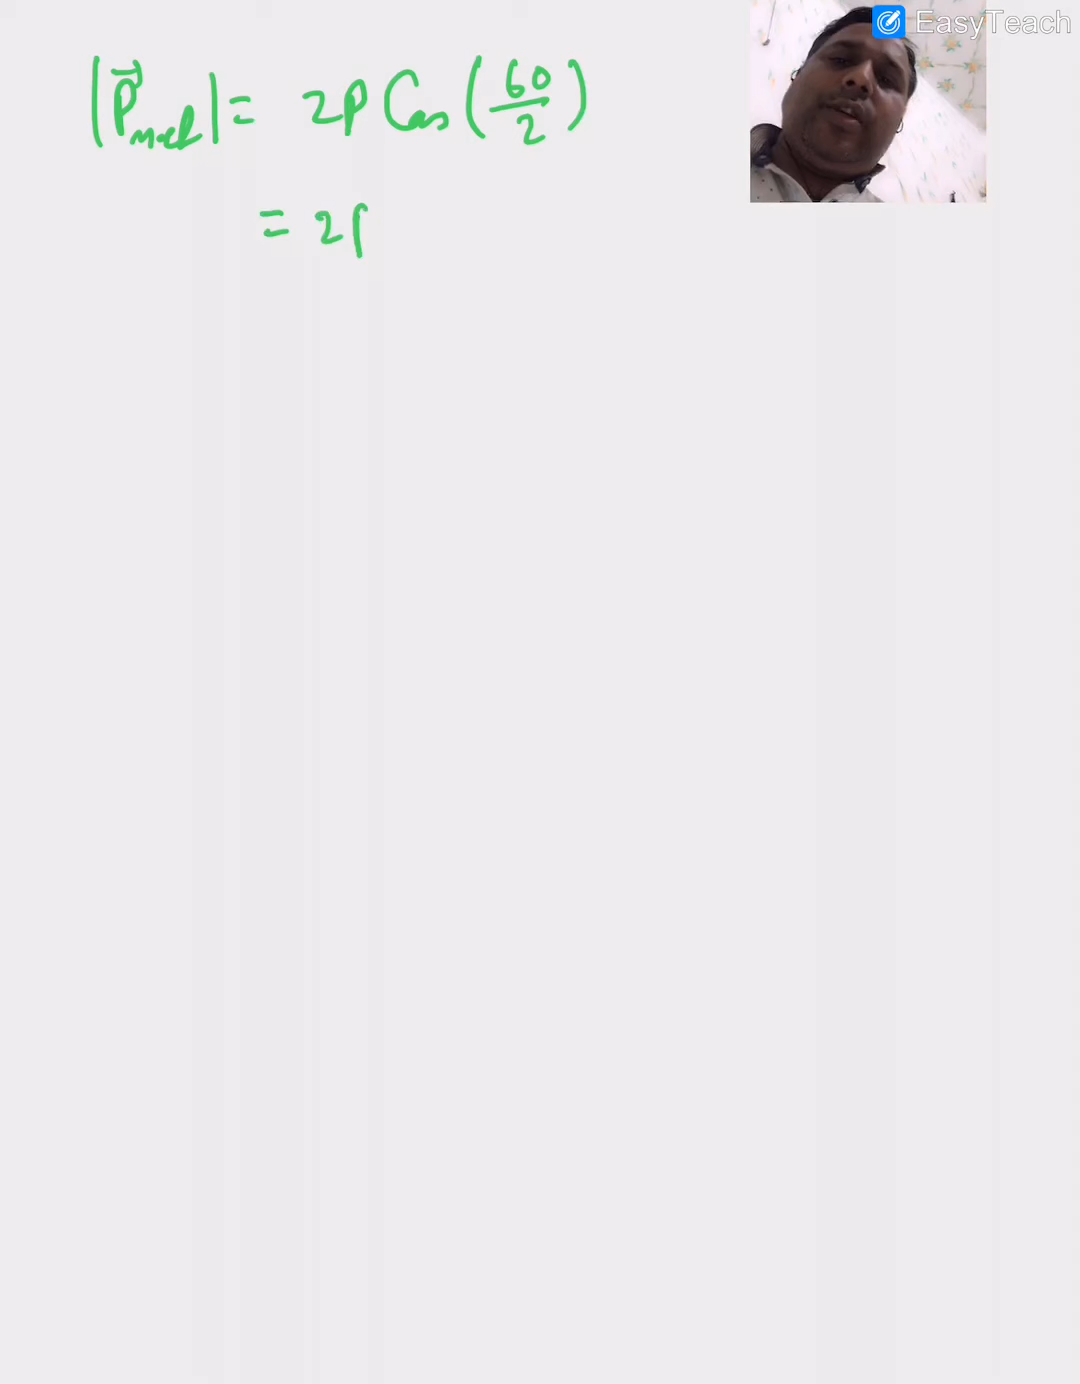 EasyTeach
|P⃗ₙₑₜ| = 2P Cos(60/2)
= 2P